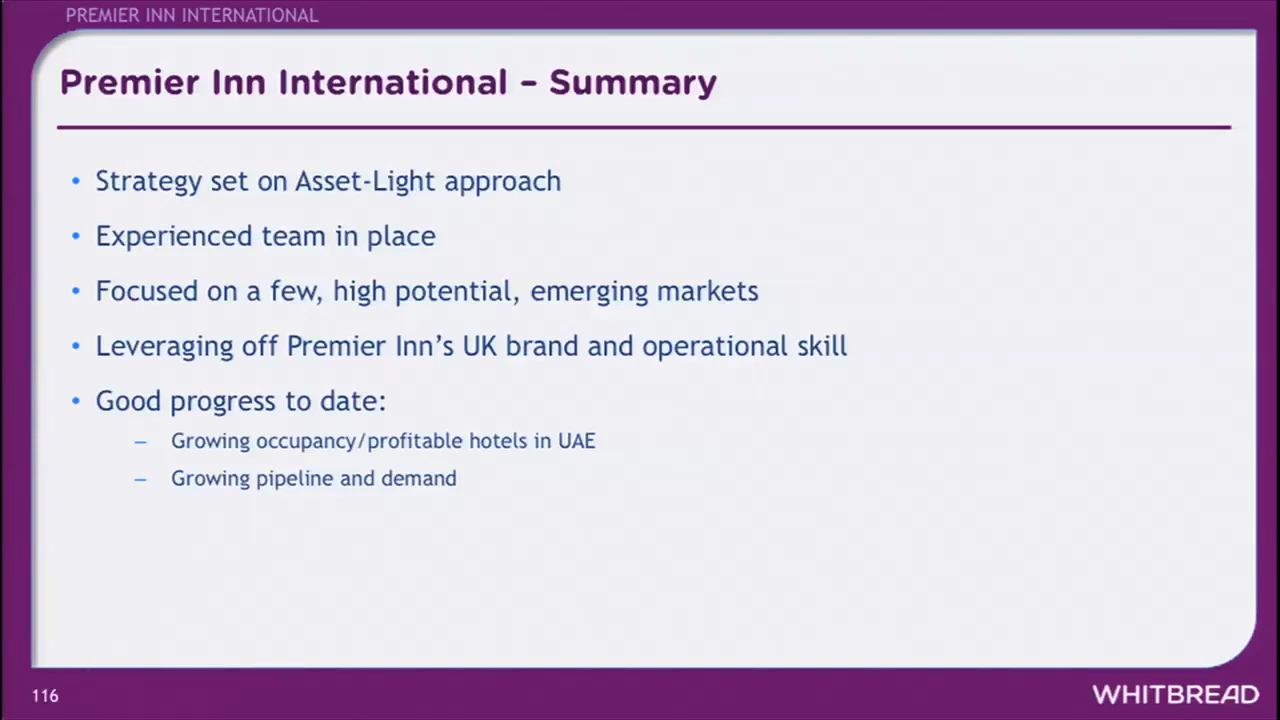 PREMIER INN INTERNATIONAL
Premier Inn International – Summary
• Strategy set on Asset-Light approach
• Experienced team in place
• Focused on a few, high potential, emerging markets
• Leveraging off Premier Inn’s UK brand and operational skill
• Good progress to date:
– Growing occupancy/profitable hotels in UAE
– Growing pipeline and demand
116
WHITBREAD